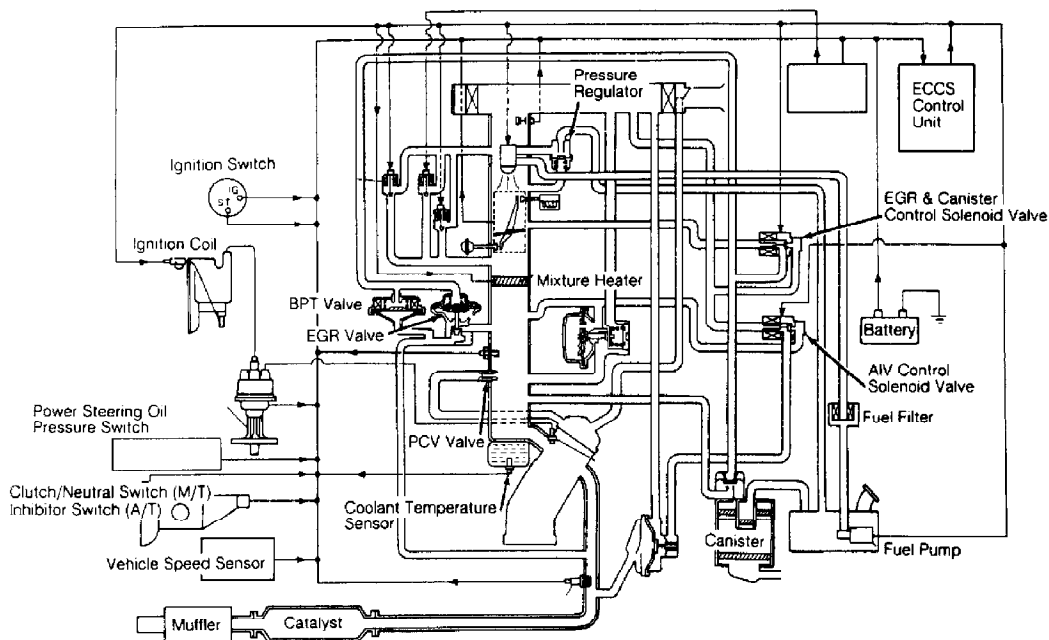 Pressure
Regulator
ECCS
Control
Unit
Ignition Switch
IG
ST
EGR & Canister
Control Solenoid Valve
Ignition Coil
Mixture Heater
BPT Valve
EGR Valve
Battery
AIV Control
Solenoid Valve
Power Steering Oil
Pressure Switch
PCV Valve
Fuel Filter
Clutch/Neutral Switch (M/T)
Inhibitor Switch (A/T)
Coolant Temperature
Sensor
Canister
Fuel Pump
Vehicle Speed Sensor
Muffler
Catalyst